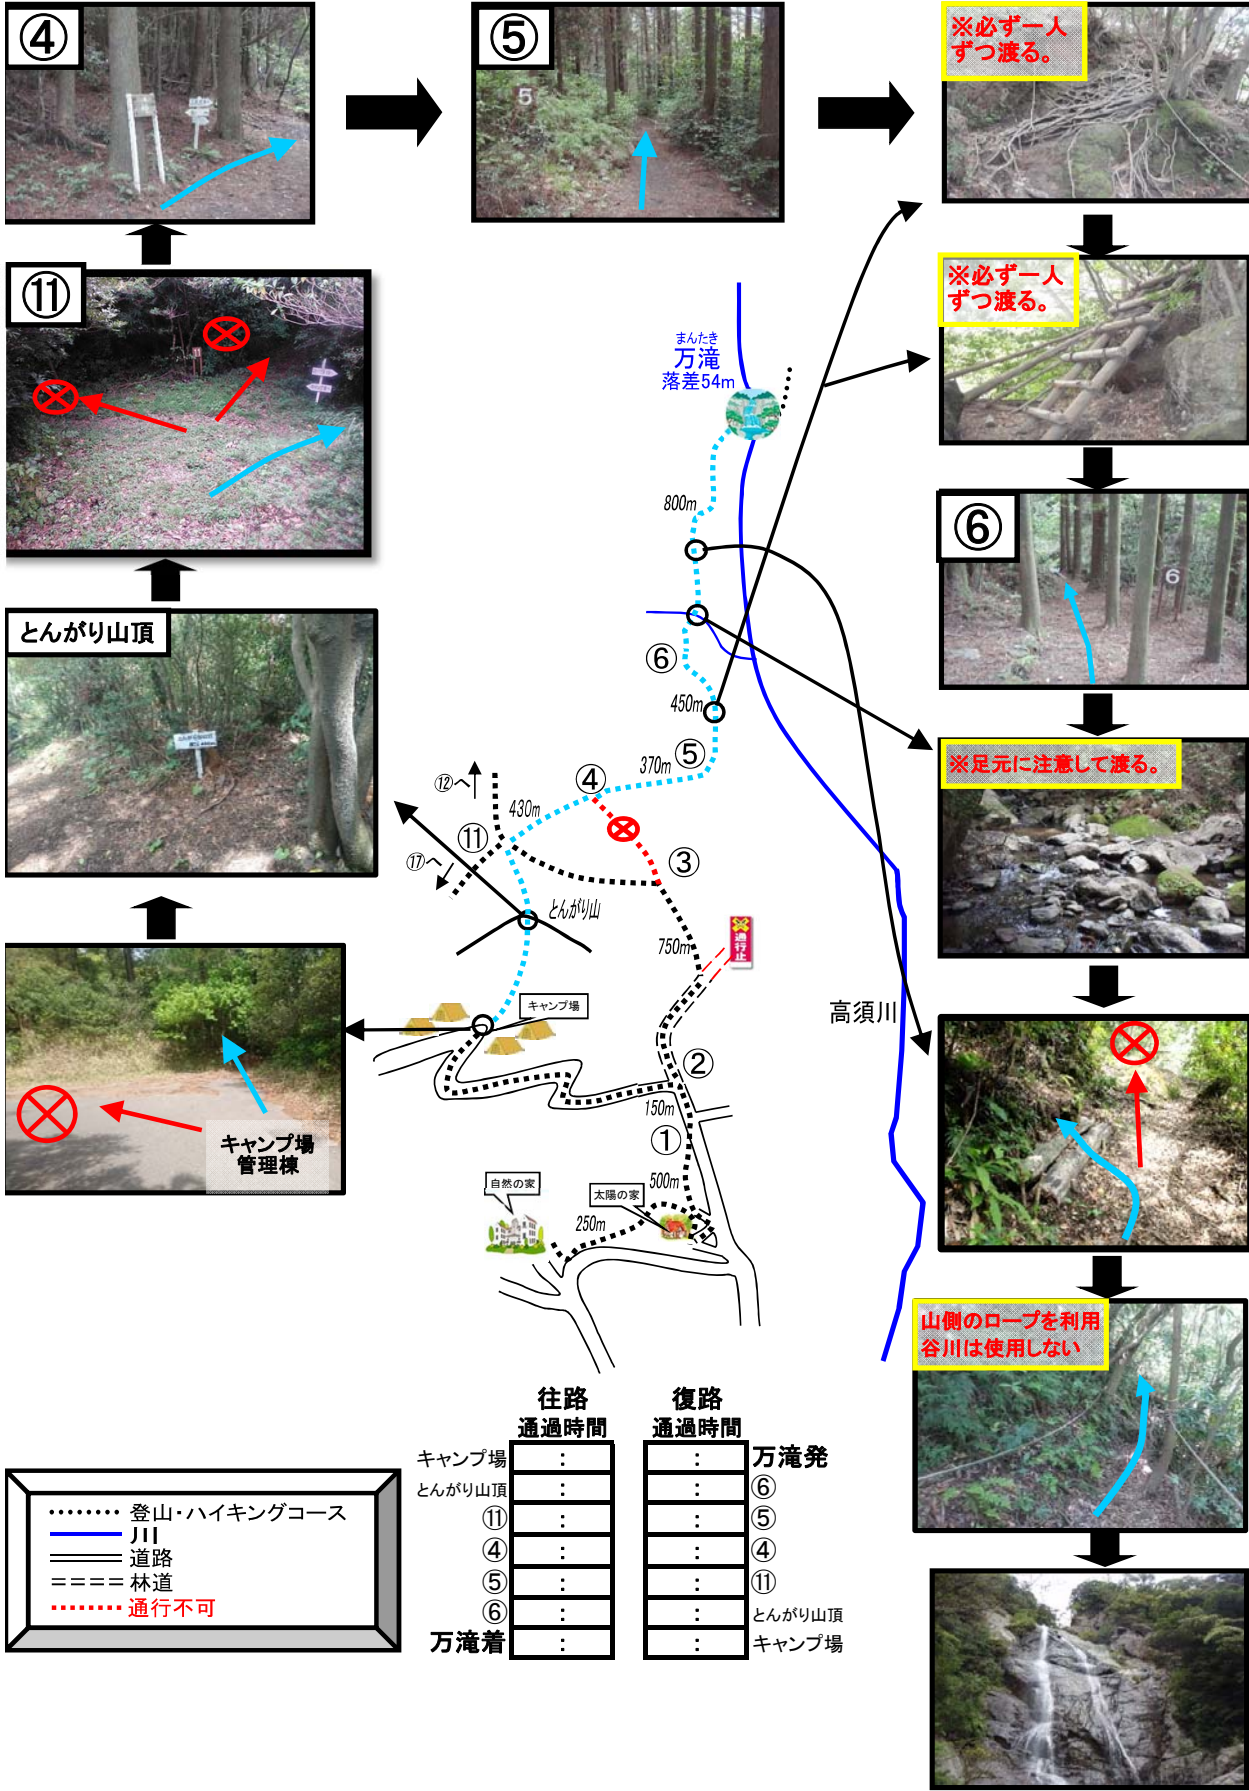 ④
⑤
※必ず一人
ずつ渡る。
5
⑪
※必ず一人
ずつ渡る。
まんたき
万滝
落差54m
800m
⑥
6
とんがり山頂
⑥
450m
⑤
370m
④
※足元に注意して渡る。
⑫へ
430m
⑪
⑰へ
③
とんがり山
750m
通行止
キャンプ場
高須川
②
150m
①
キャンプ場
管理棟
自然の家
太陽の家
500m
250m
山側のロープを利用
谷川は使用しない
往路
通過時間
復路
通過時間
キャンプ場 : : 万滝発
とんがり山頂 : : ⑥
⑪ : : ⑤
④ : : ④
⑤ : : ⑪
⑥ : : とんがり山頂
万滝着 : : キャンプ場
登山・ハイキングコース
川
道路
林道
通行不可